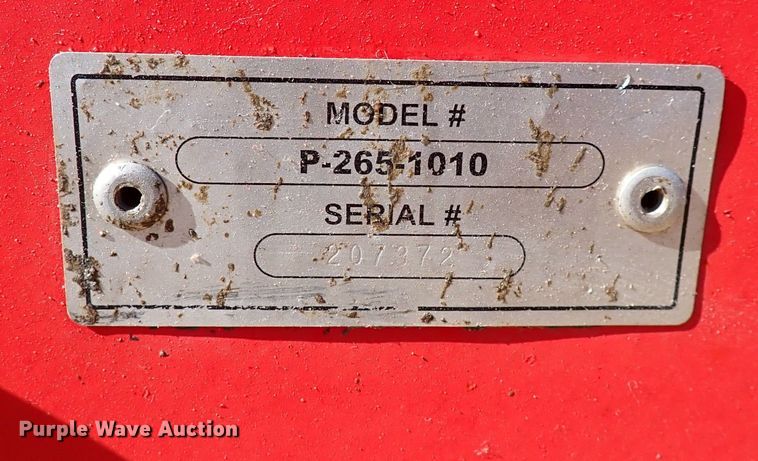 MODEL #
P-265-1010
SERIAL #
207372
Purple Wave Auction